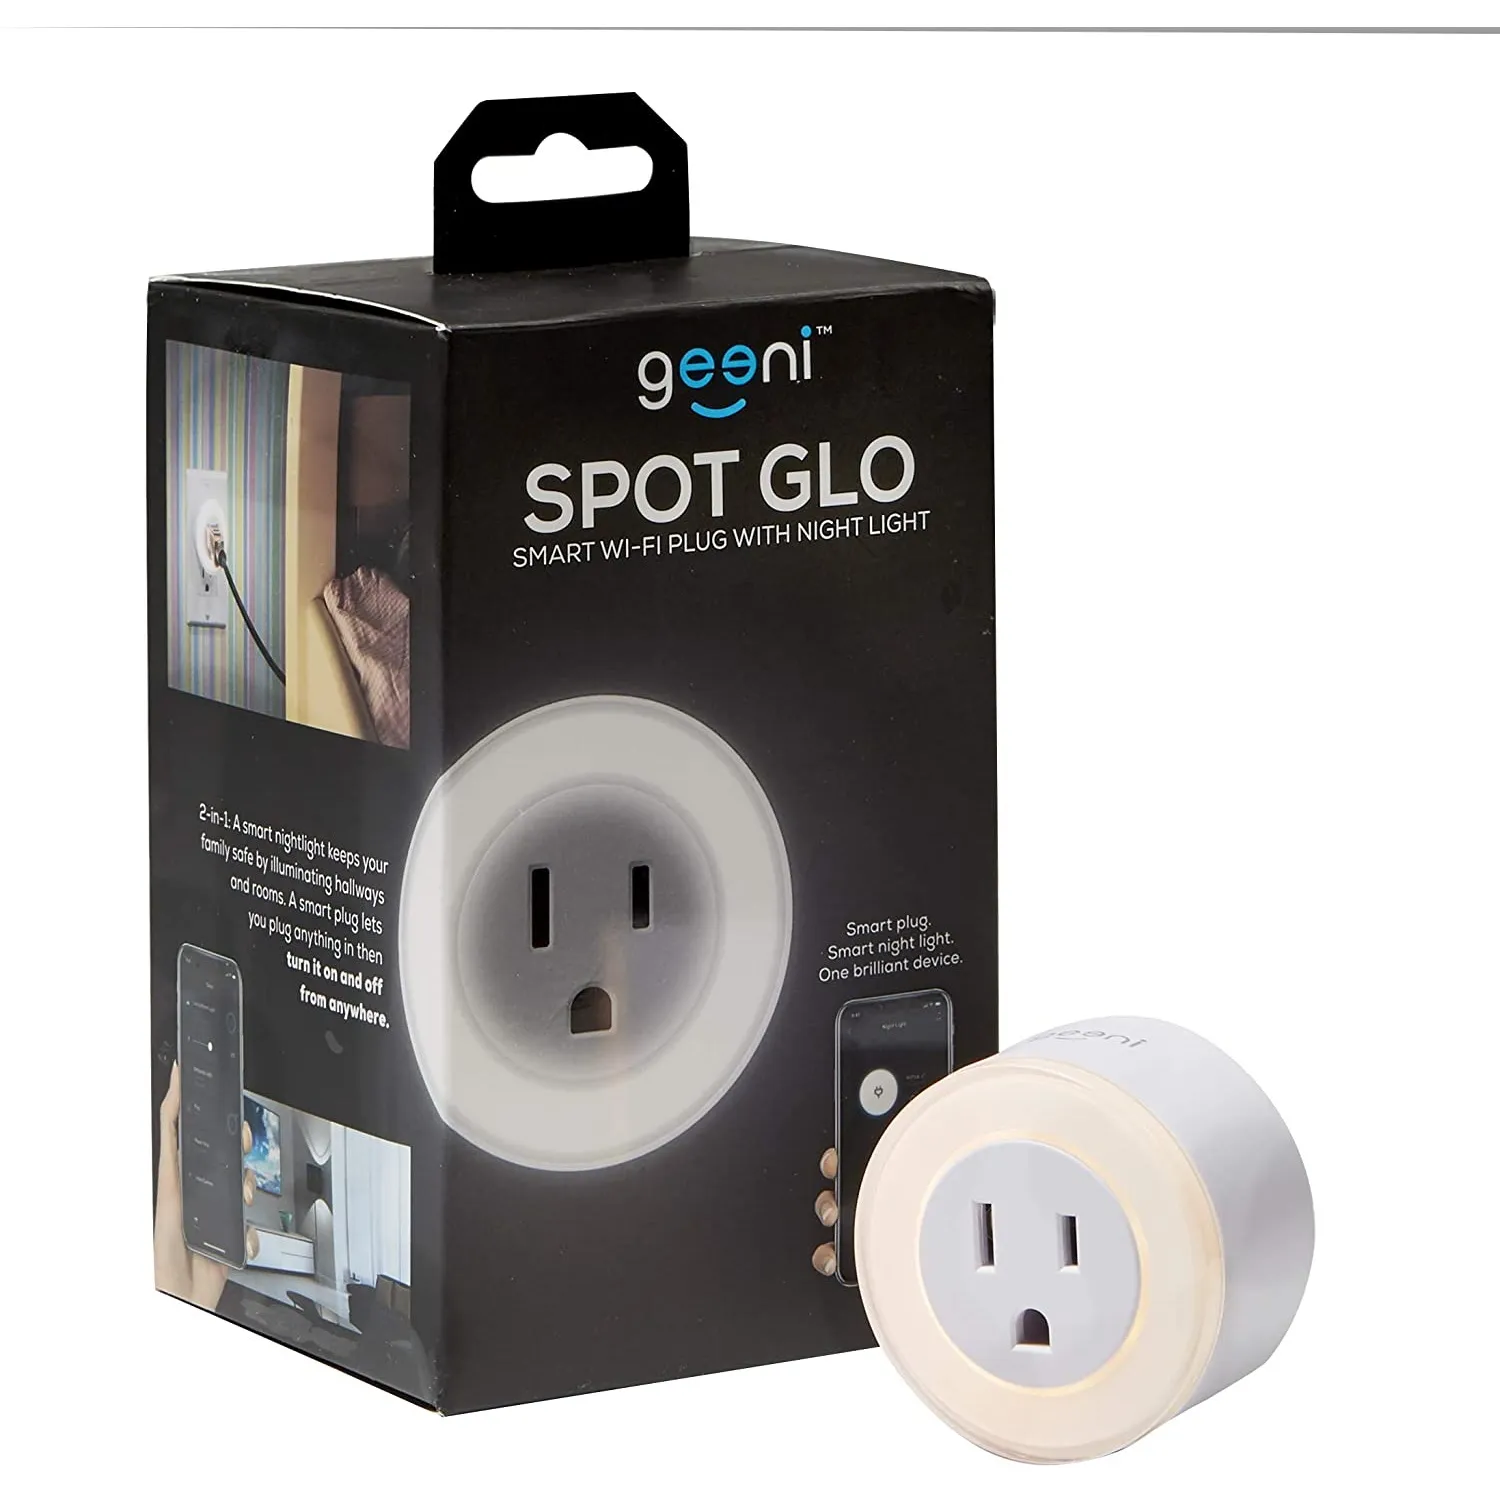 geeni™
SPOT GLO
SMART WI-FI PLUG WITH NIGHT LIGHT
2-in-1: A smart nightlight keeps your
family safe by illuminating hallways
and rooms. A smart plug lets
you plug anything in then
turn it on and off
from anywhere.
Smart plug.
Smart night light.
One brilliant device.
Night Light
geeni